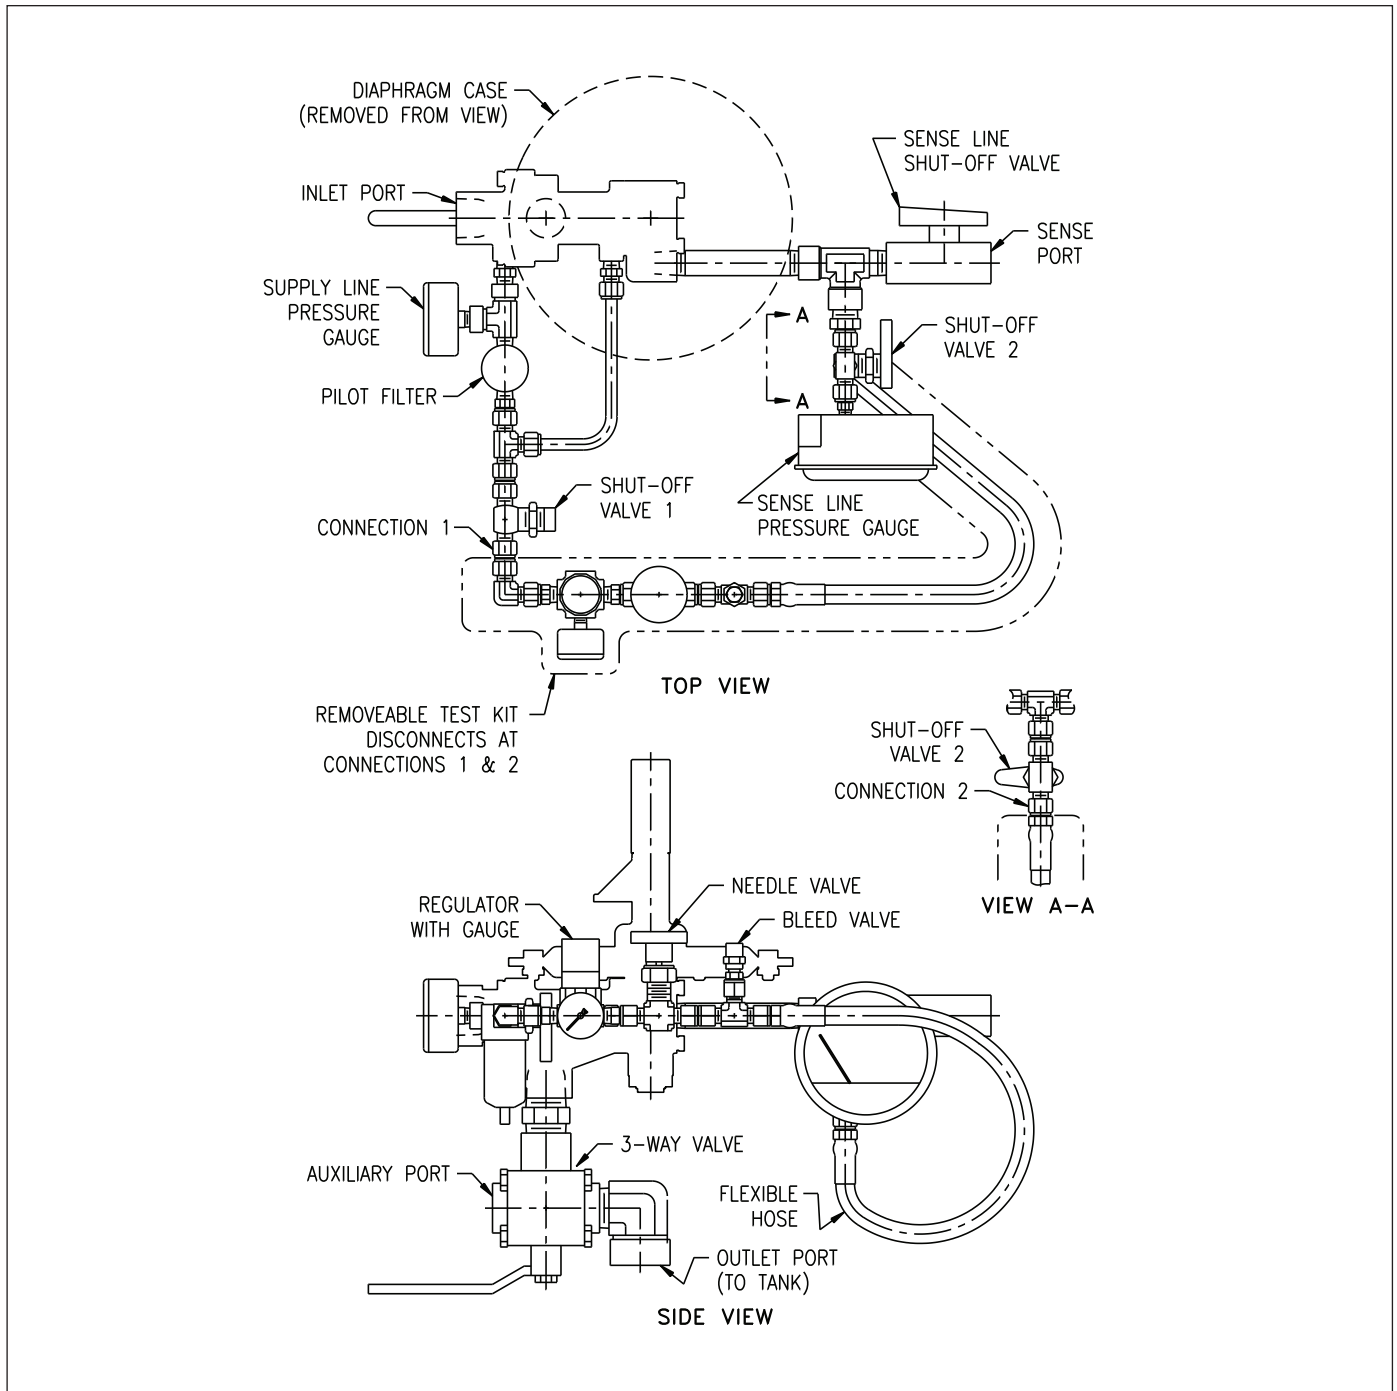 DIAPHRAGM CASE
(REMOVED FROM VIEW)
SENSE LINE
SHUT-OFF VALVE
INLET PORT
SENSE
PORT
SUPPLY LINE
PRESSURE
GAUGE
A
SHUT-OFF
VALVE 2
PILOT FILTER
A
SHUT-OFF
VALVE 1
SENSE LINE
PRESSURE GAUGE
CONNECTION 1
TOP VIEW
REMOVEABLE TEST KIT
DISCONNECTS AT
CONNECTIONS 1 & 2
SHUT-OFF
VALVE 2
CONNECTION 2
VIEW A-A
NEEDLE VALVE
REGULATOR
WITH GAUGE
BLEED VALVE
3-WAY VALVE
AUXILIARY PORT
FLEXIBLE
HOSE
OUTLET PORT
(TO TANK)
SIDE VIEW